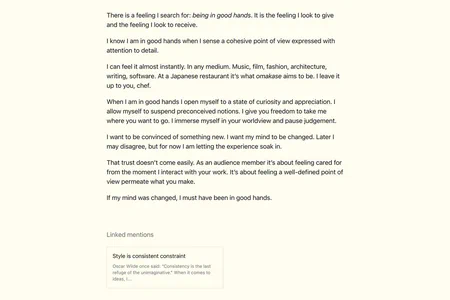 There is a feeling I search for: being in good hands. It is the feeling I look to give
and the feeling I look to receive.
I know I am in good hands when I sense a cohesive point of view expressed with
attention to detail.
I can feel it almost instantly. In any medium. Music, film, fashion, architecture,
writing, software. At a Japanese restaurant it's what omakase aims to be. I leave it
up to you, chef.
When I am in good hands I open myself to a state of curiosity and appreciation. I
allow myself to suspend preconceived notions. I give you freedom to take me
where you want to go. I immerse myself in your worldview and pause judgement.
I want to be convinced of something new. I want my mind to be changed. Later I
may disagree, but for now I am letting the experience soak in.
That trust doesn't come easily. As an audience member it's about feeling cared for
from the moment I interact with your work. It's about feeling a well-defined point of
view permeate what you make.
If my mind was changed, I must have been in good hands.
Linked mentions
Style is consistent constraint
Oscar Wilde once said: "Consistency is the last
refuge of the unimaginative." When it comes to
ideas, I…